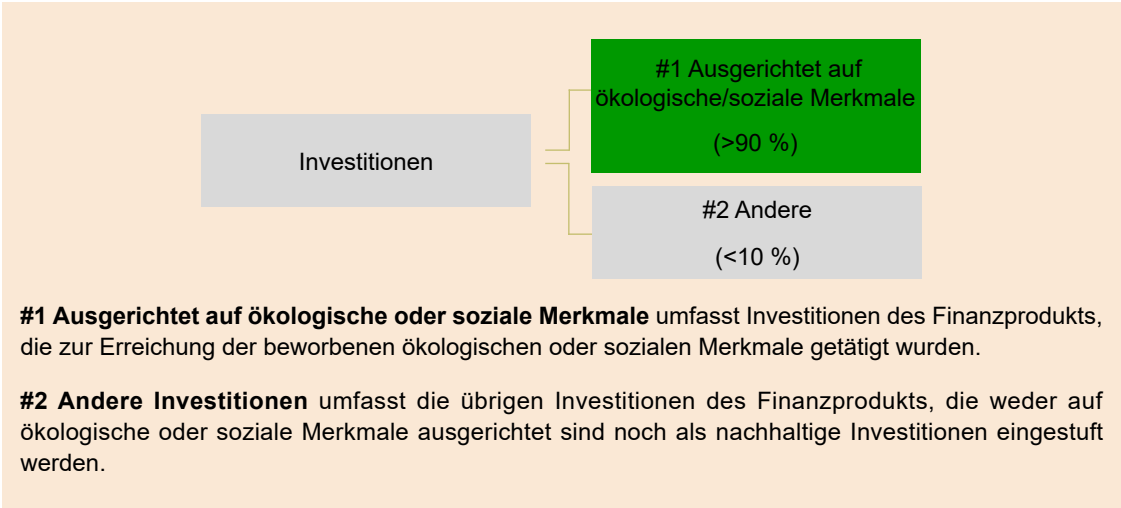 #1 Ausgerichtet auf
ökologische/soziale Merkmale
(>90 %)
Investitionen
#2 Andere
(<10 %)
#1 Ausgerichtet auf ökologische oder soziale Merkmale umfasst Investitionen des Finanzprodukts,
die zur Erreichung der beworbenen ökologischen oder sozialen Merkmale getätigt wurden.
#2 Andere Investitionen umfasst die übrigen Investitionen des Finanzprodukts, die weder auf
ökologische oder soziale Merkmale ausgerichtet sind noch als nachhaltige Investitionen eingestuft
werden.